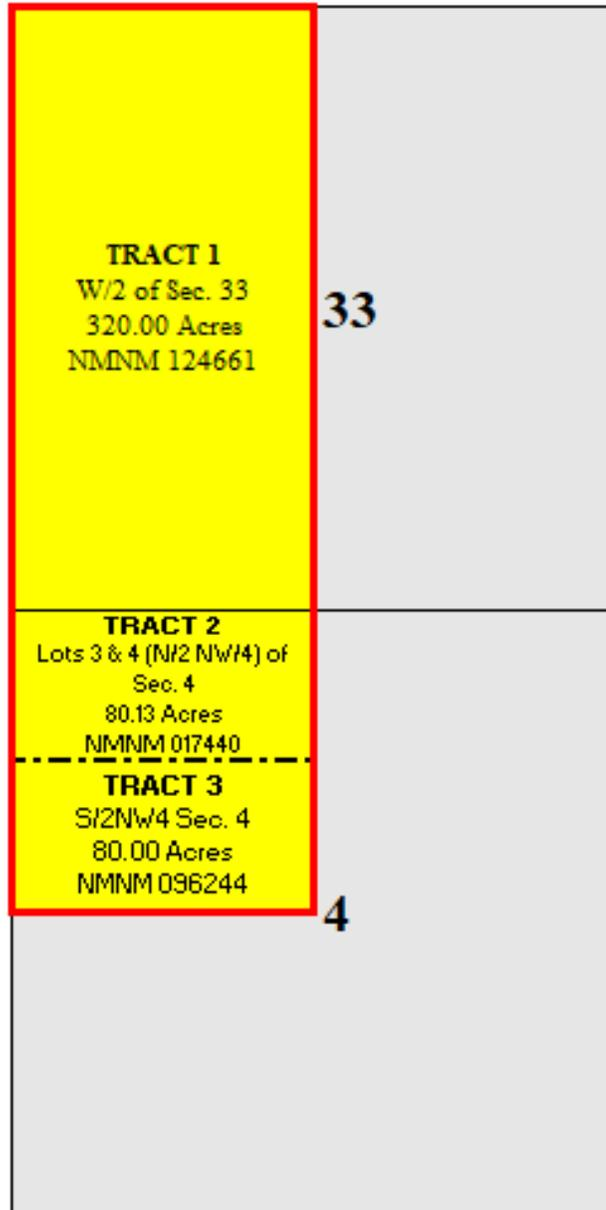 TRACT 1
W/2 of Sec. 33
320.00 Acres
NMNM 124661
33
TRACT 2
Lots 3 & 4 (N/2 NW/4) of
Sec. 4
80.13 Acres
NMNM 017440
TRACT 3
S/2NW/4 Sec. 4
80.00 Acres
NMNM 096244
4